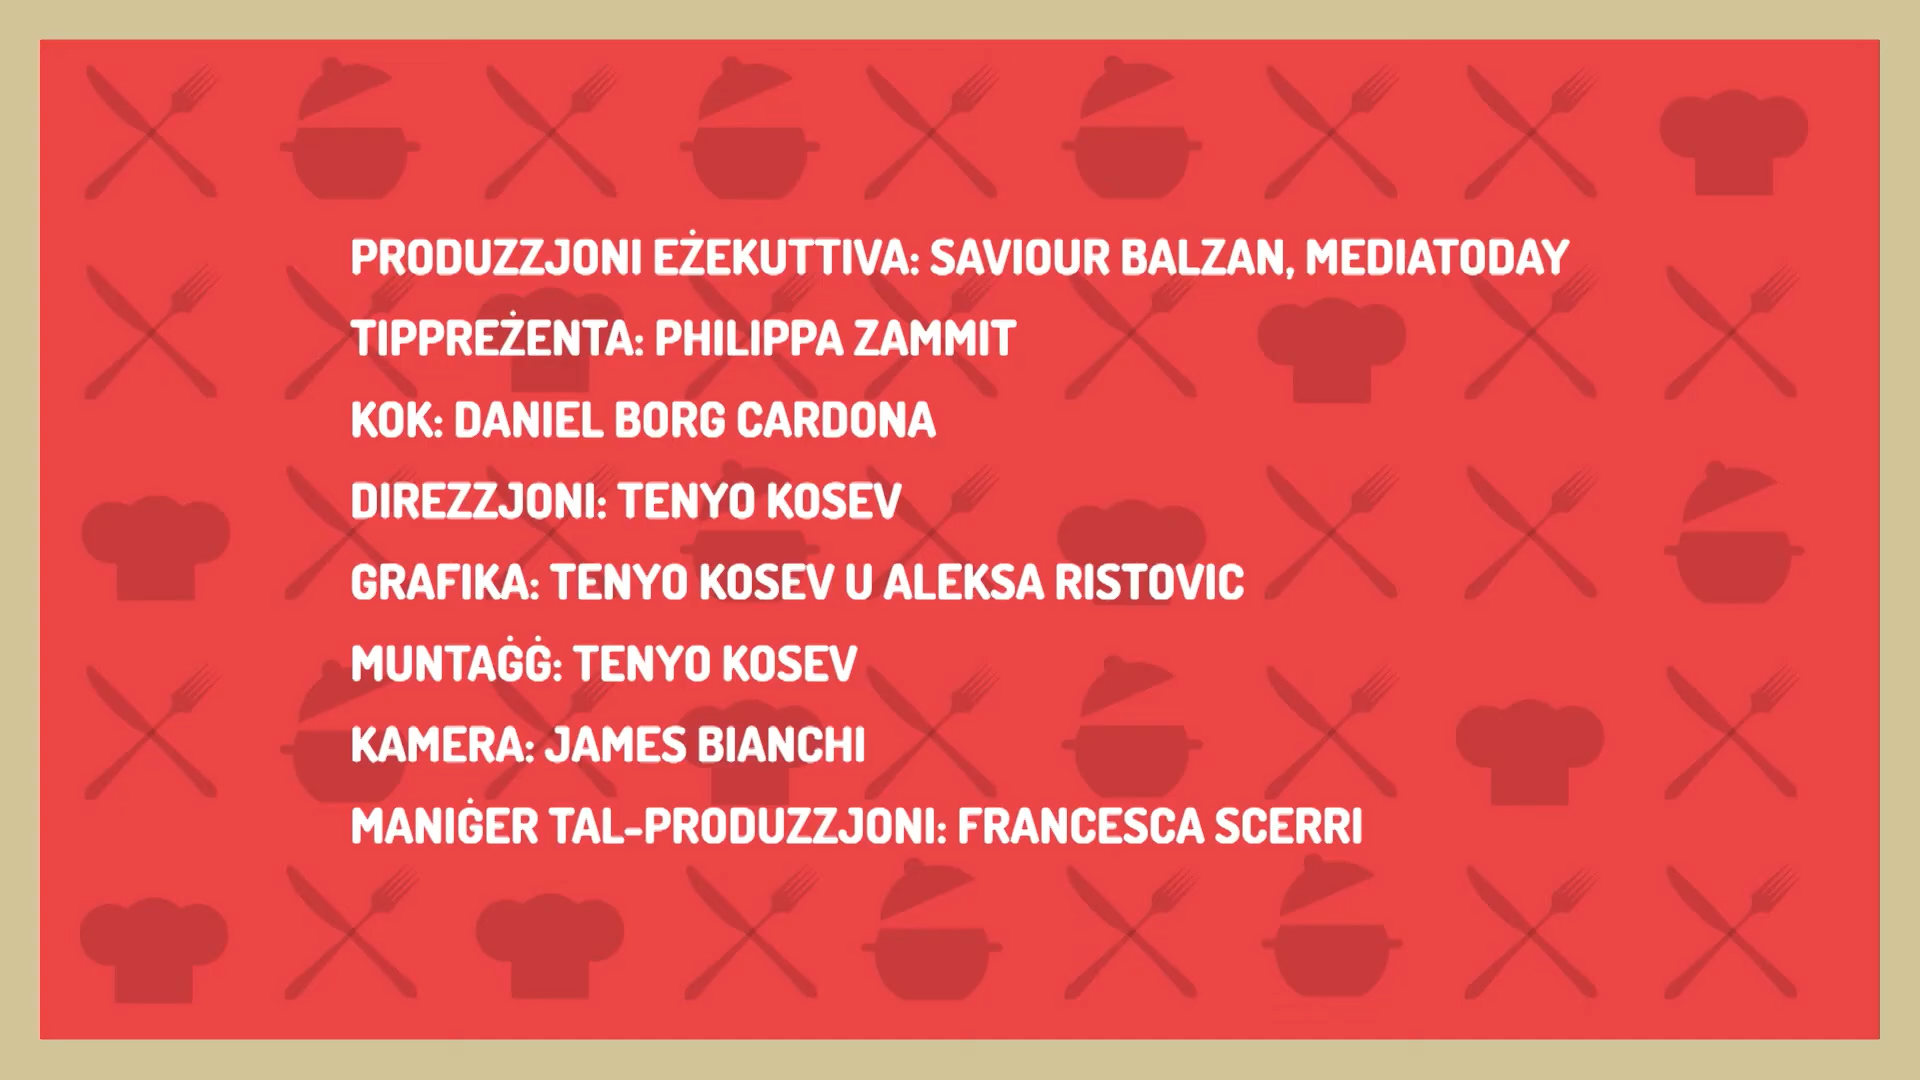 PRODUZZJONI EŻEKUTTIVA: SAVIOUR BALZAN, MEDIATODAY
TIPPREŻENTA: PHILIPPA ZAMMIT
KOK: DANIEL BORG CARDONA
DIREZZJONI: TENYO KOSEV
GRAFIKA: TENYO KOSEV U ALEKSA RISTOVIC
MUNTAĠĠ: TENYO KOSEV
KAMERA: JAMES BIANCHI
MANIĠER TAL-PRODUZZJONI: FRANCESCA SCERRI